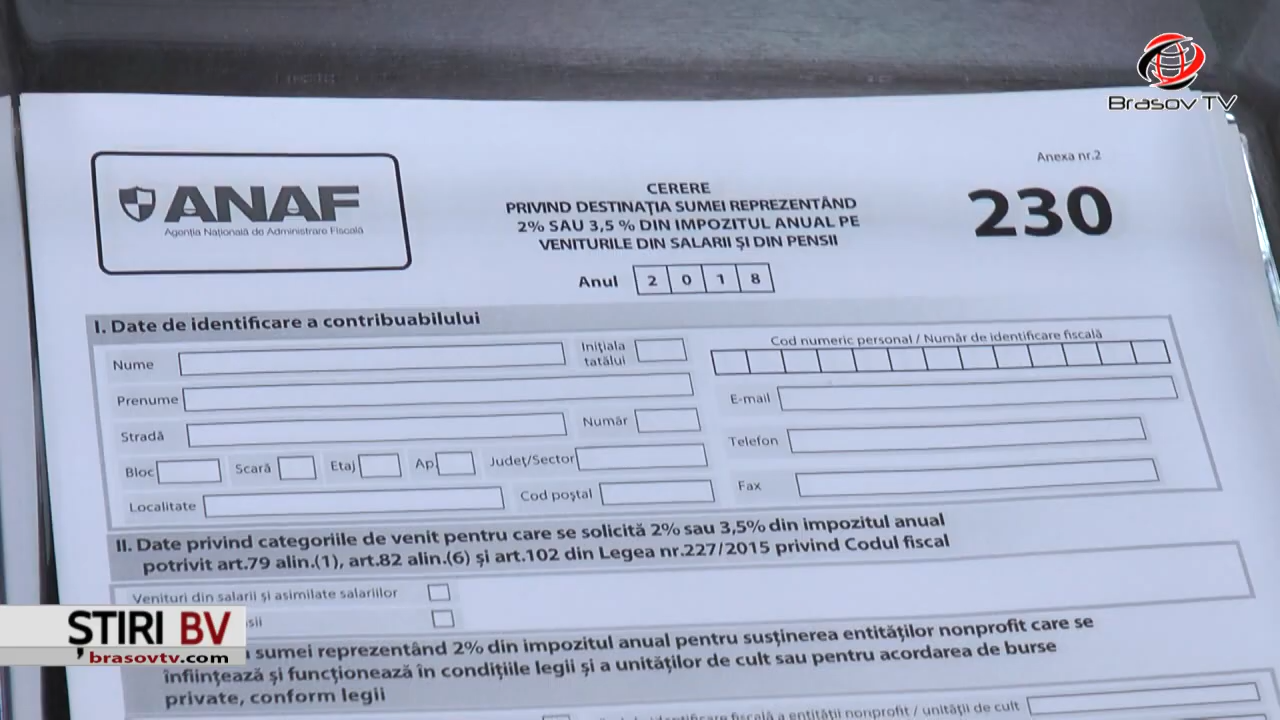 Brasov TV
Anexa nr.2
ANAF
Agenția Națională de Administrare Fiscală
CERERE
PRIVIND DESTINAȚIA SUMEI REPREZENTÂND
2% SAU 3,5 % DIN IMPOZITUL ANUAL PE
VENITURILE DIN SALARII ȘI DIN PENSII
230
Anul 2 0 1 8
I. Date de identificare a contribuabilului
Nume
Inițiala
tatălui
Cod numeric personal / Număr de identificare fiscală
Prenume
E-mail
Stradă
Număr
Telefon
Bloc
Scară
Etaj
Ap.
Județ/Sector
Fax
Localitate
Cod poștal
II. Date privind categoriile de venit pentru care se solicită 2% sau 3,5% din impozitul anual
potrivit art.79 alin.(1), art.82 alin.(6) și art.102 din Legea nr.227/2015 privind Codul fiscal
Venituri din salarii și asimilate salariilor
sumei reprezentând 2% din impozitul anual pentru susținerea entităților nonprofit care se
înființează și funcționează în condițiile legii și a unităților de cult sau pentru acordarea de burse
private, conform legii
fiscală a entității nonprofit / unității de cult
ȘTIRI BV
brasovtv.com